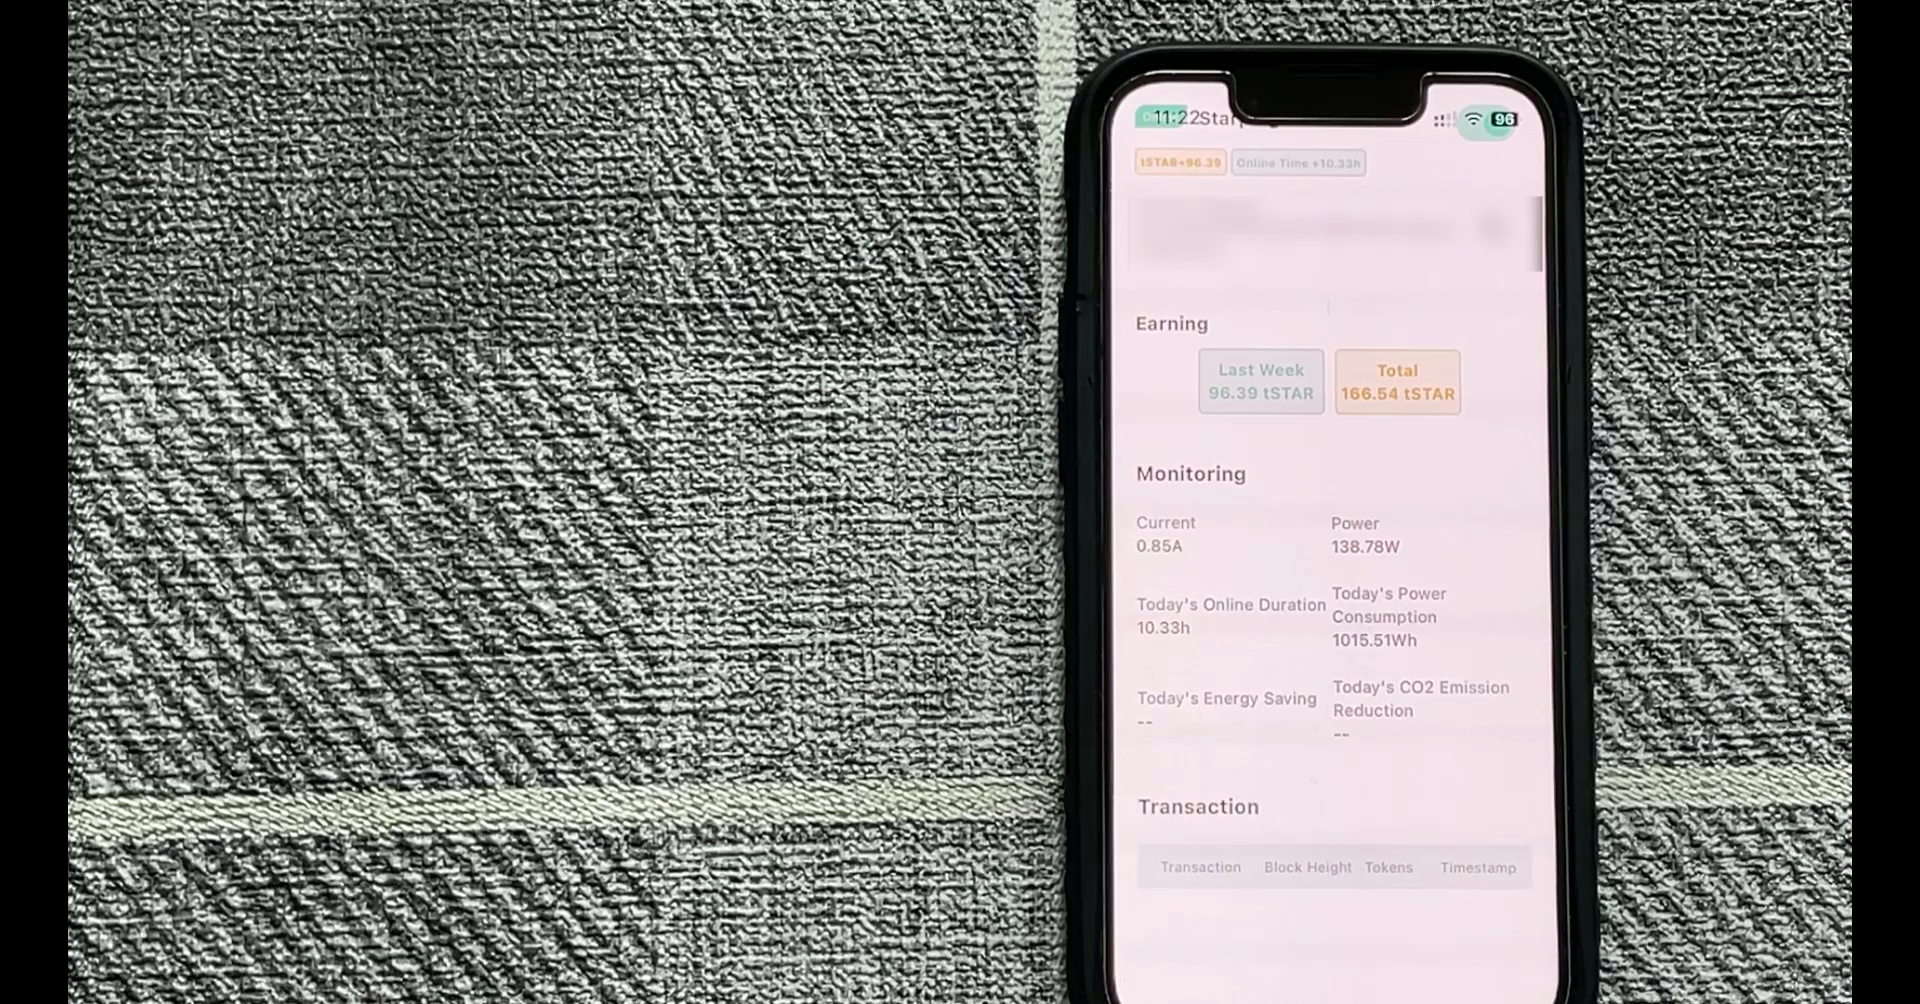 11:22
96
tSTAR+96.39
Online Time +10.33h
Earning
Last Week
96.39 tSTAR
Total
166.54 tSTAR
Monitoring
Current
0.85A
Power
138.78W
Today's Online Duration
10.33h
Today's Power
Consumption
1015.51Wh
Today's Energy Saving
--
Today's CO2 Emission
Reduction
--
Transaction
Transaction Block Height Tokens Timestamp